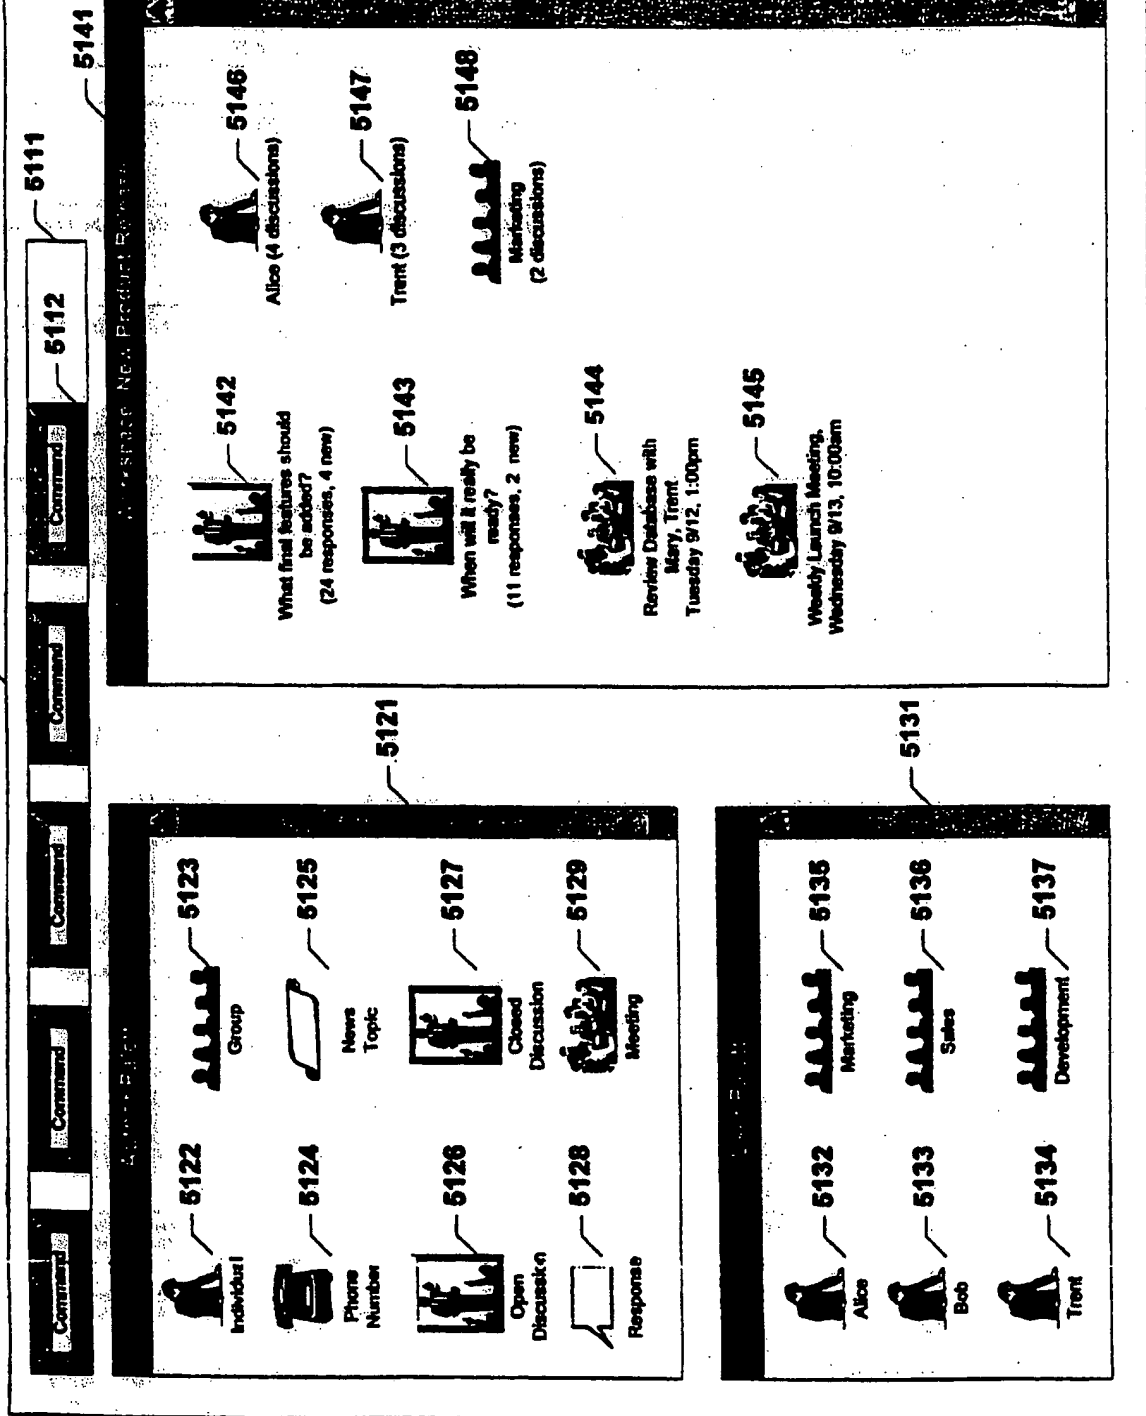 5111
Command
Command
Command
Command
Command
5112
5141
New Product
5122
Individual
5123
Group
5124
Phone
Number
5125
News
Topic
5126
Open
Discussion
5127
Closed
Discussion
5128
Response
5129
Meeting
5121
5132
Alice
5135
Marketing
5133
Bob
5136
Sales
5134
Trent
5137
Development
5131
5142
What final features should
be added?
(24 responses, 4 new)
5146
Alice (4 discussions)
5143
When will it really be
ready?
(11 responses, 2 new)
5147
Trent (3 discussions)
5148
Marketing
(2 discussions)
5144
Review Database with
Mary, Trent
Tuesday 9/12, 1:00pm
5145
Weekly Launch Meeting,
Wednesday 9/13, 10:00am